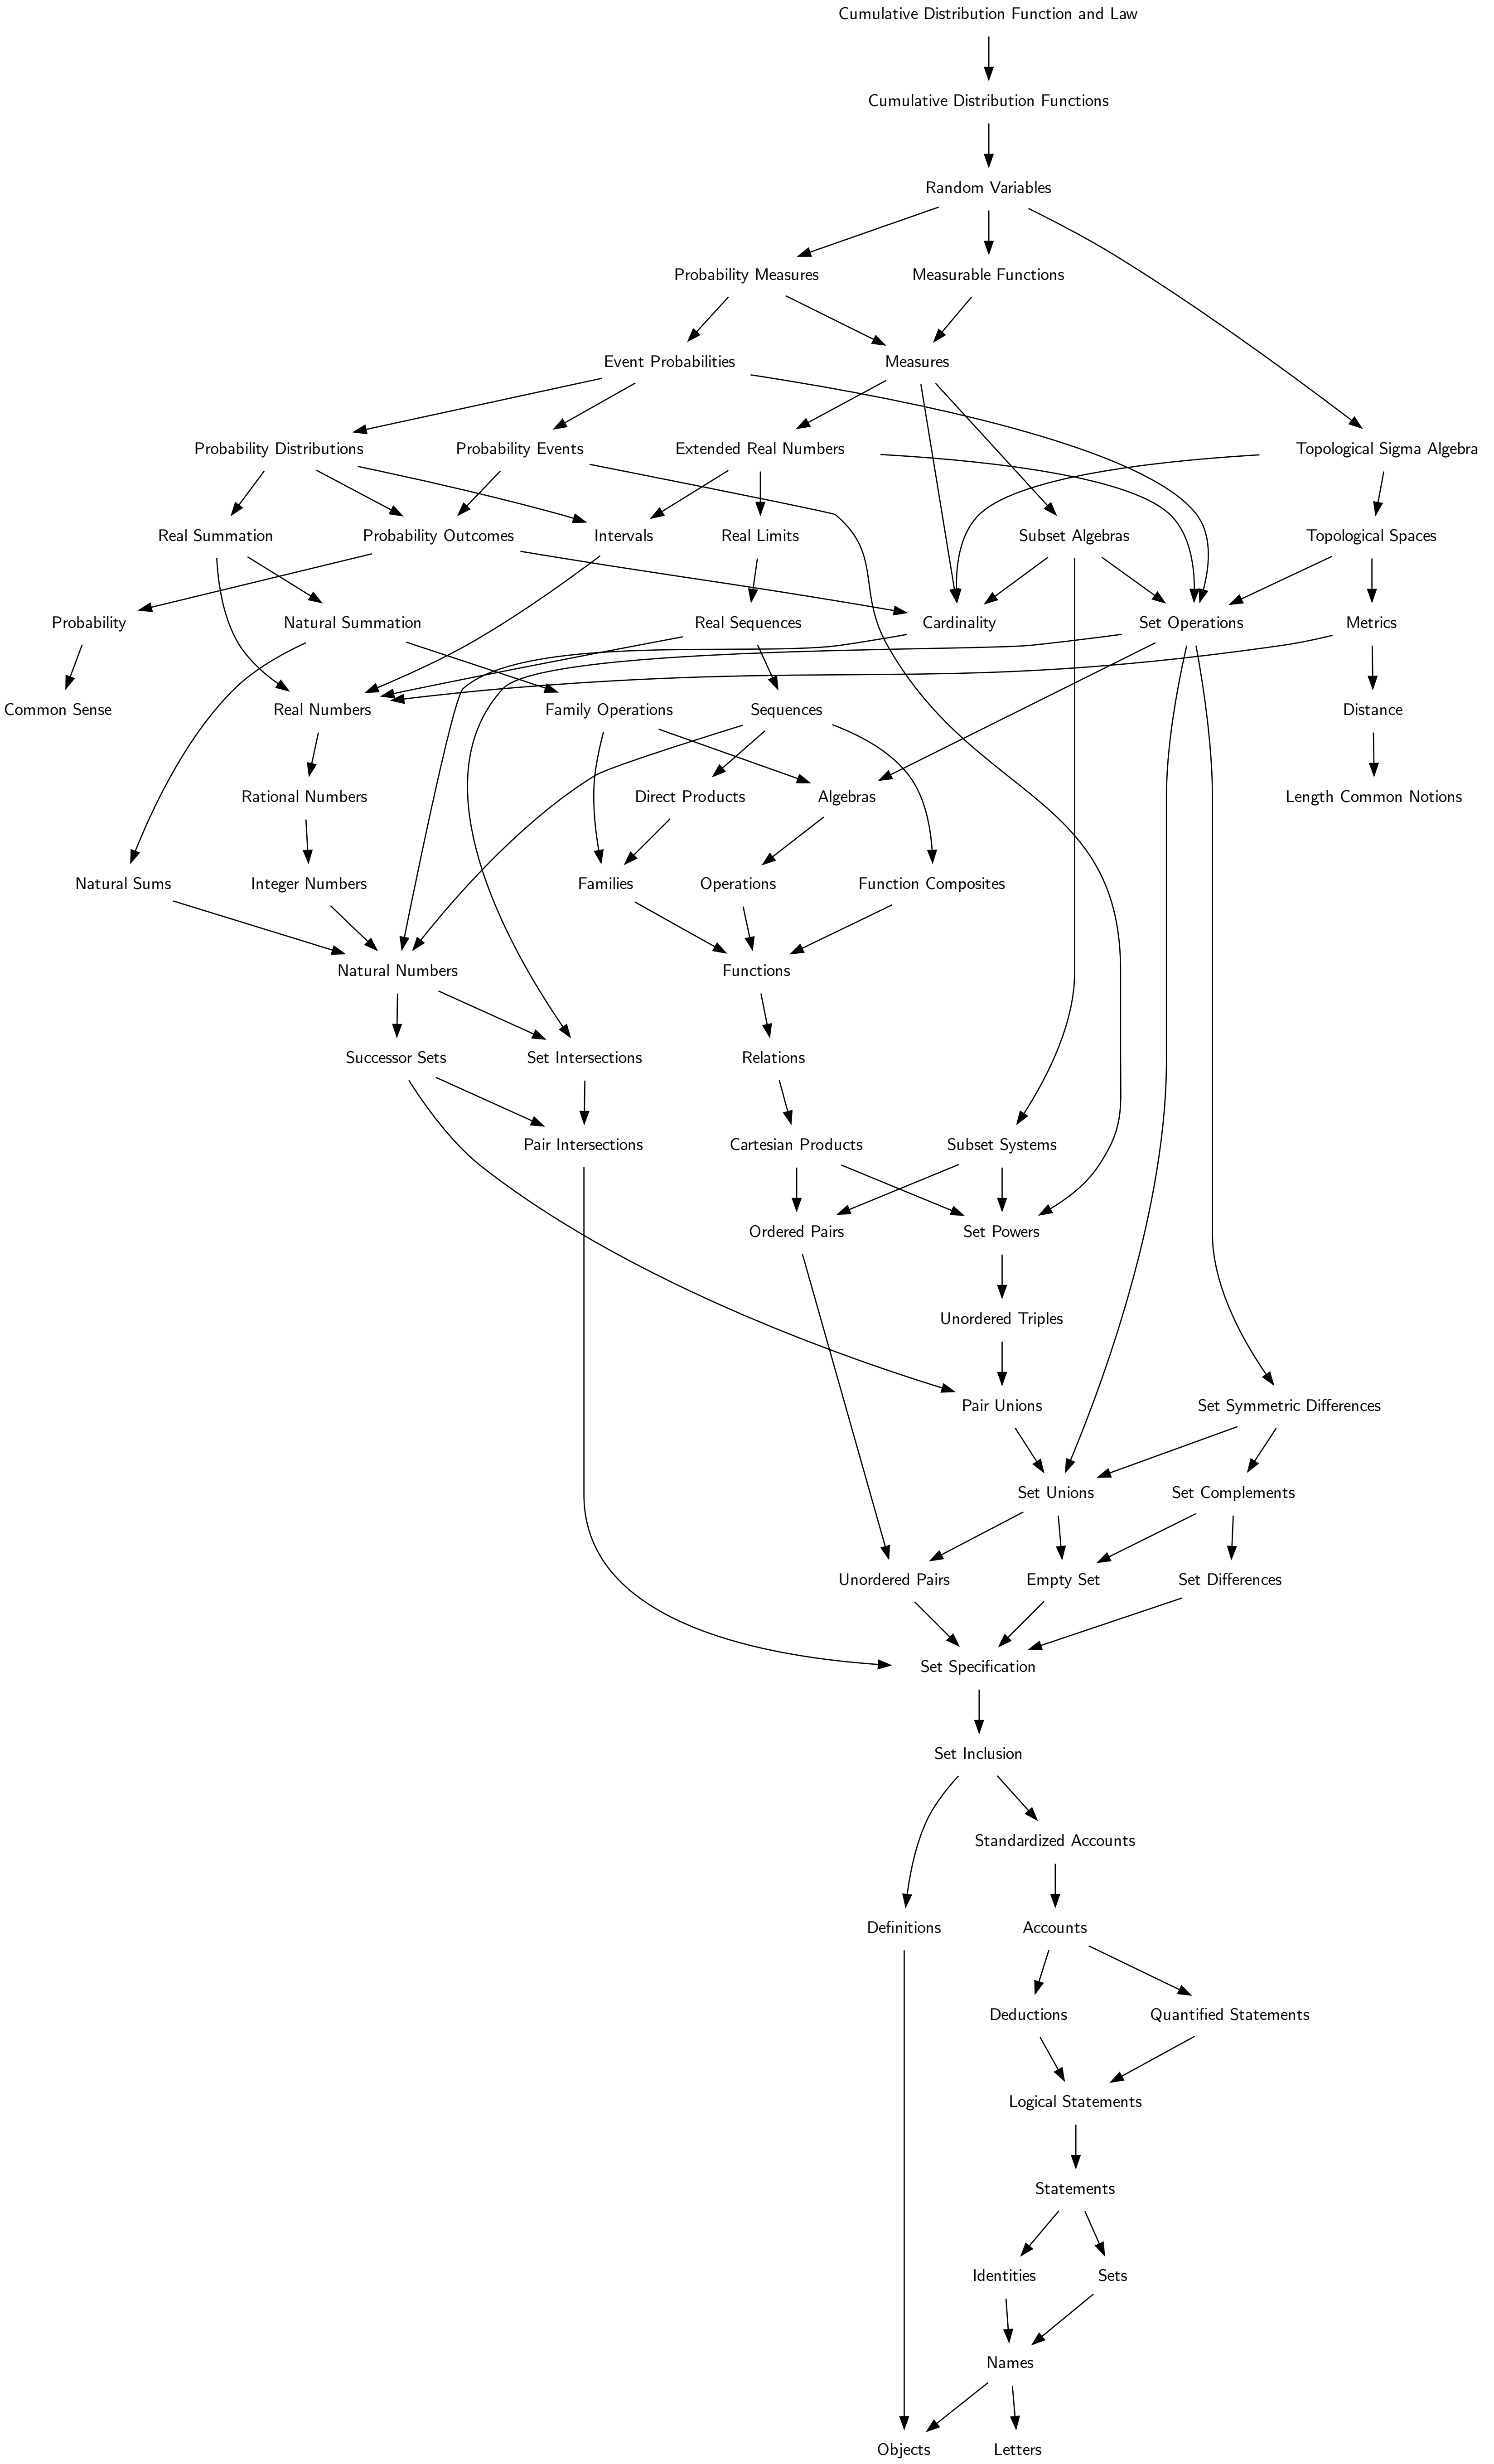 Cumulative Distribution Function and Law
Cumulative Distribution Functions
Random Variables
Probability Measures
Measurable Functions
Event Probabilities
Measures
Probability Distributions
Probability Events
Extended Real Numbers
Topological Sigma Algebra
Real Summation
Probability Outcomes
Intervals
Real Limits
Subset Algebras
Topological Spaces
Probability
Natural Summation
Real Sequences
Cardinality
Set Operations
Metrics
Common Sense
Real Numbers
Family Operations
Sequences
Distance
Rational Numbers
Direct Products
Algebras
Length Common Notions
Natural Sums
Integer Numbers
Families
Operations
Function Composites
Natural Numbers
Functions
Successor Sets
Set Intersections
Relations
Pair Intersections
Cartesian Products
Subset Systems
Ordered Pairs
Set Powers
Unordered Triples
Pair Unions
Set Symmetric Differences
Set Unions
Set Complements
Unordered Pairs
Empty Set
Set Differences
Set Specification
Set Inclusion
Standardized Accounts
Definitions
Accounts
Deductions
Quantified Statements
Logical Statements
Statements
Identities
Sets
Names
Objects
Letters